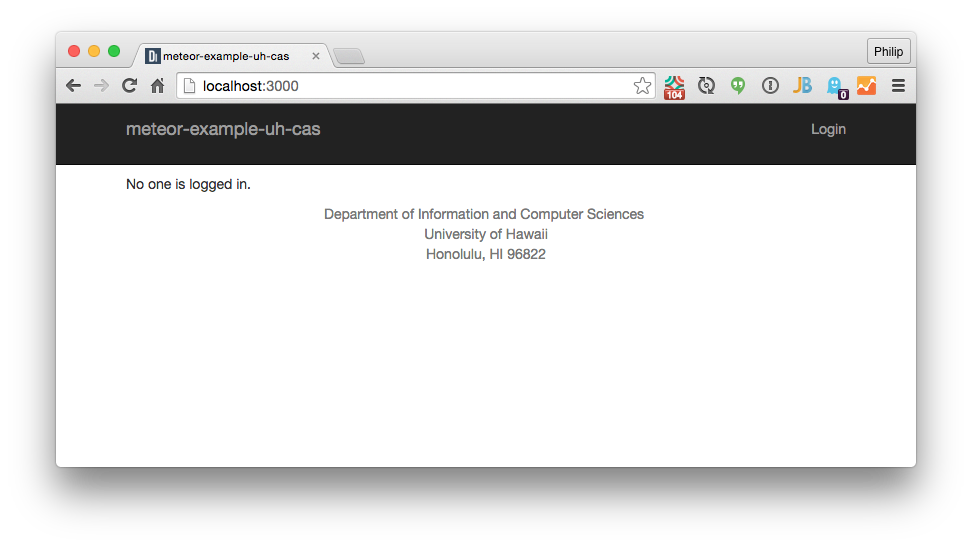 meteor-example-uh-cas
Philip
localhost:3000
104
JB
0
meteor-example-uh-cas
Login
No one is logged in.
Department of Information and Computer Sciences
University of Hawaii
Honolulu, HI 96822